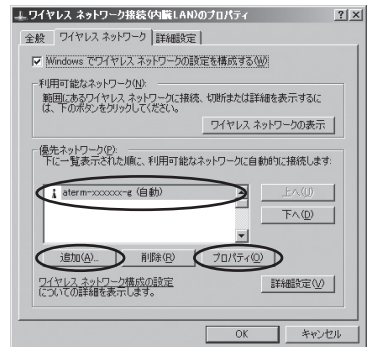 ワイヤレス ネットワーク接続(内臓LAN)のプロパティ
全般 ワイヤレス ネットワーク 詳細設定
Windows でワイヤレス ネットワークの設定を構成する(W)
利用可能なネットワーク(N):
範囲にあるワイヤレス ネットワークに接続、切断または詳細を表示するに
は、下のボタンをクリックしてください。
ワイヤレス ネットワークの表示
優先ネットワーク(P):
下に一覧表示された順に、利用可能なネットワークに自動的に接続します:
aterm-xxxxxx-g (自動)
上へ(U)
下へ(D)
追加(A)...
削除(R)
プロパティ(O)
ワイヤレス ネットワーク構成の設定
についての詳細を表示します。
詳細設定(V)
OK
キャンセル